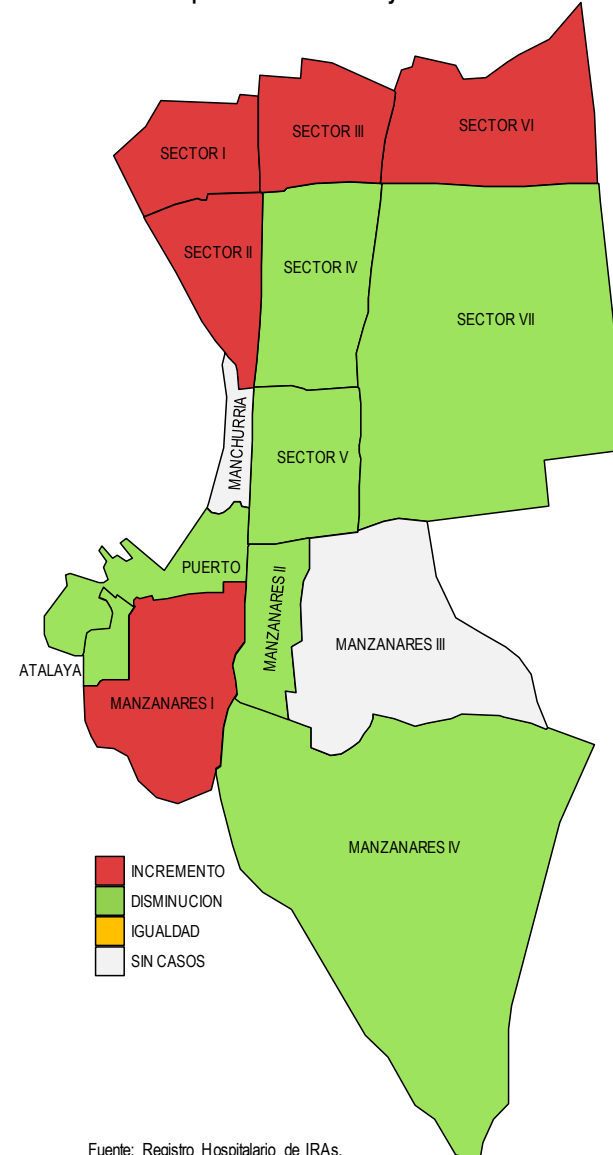 SECTOR VI
SECTOR III
SECTOR I
SECTOR II
SECTOR IV
SECTOR VII
MANCHURRIA
SECTOR V
PUERTO
MANZANARES II
MANZANARES III
ATALAYA
MANZANARES I
MANZANARES IV
INCREMENTO
DISMINUCION
IGUALDAD
SIN CASOS
Fuente: Registro Hospitalario de IRAs.